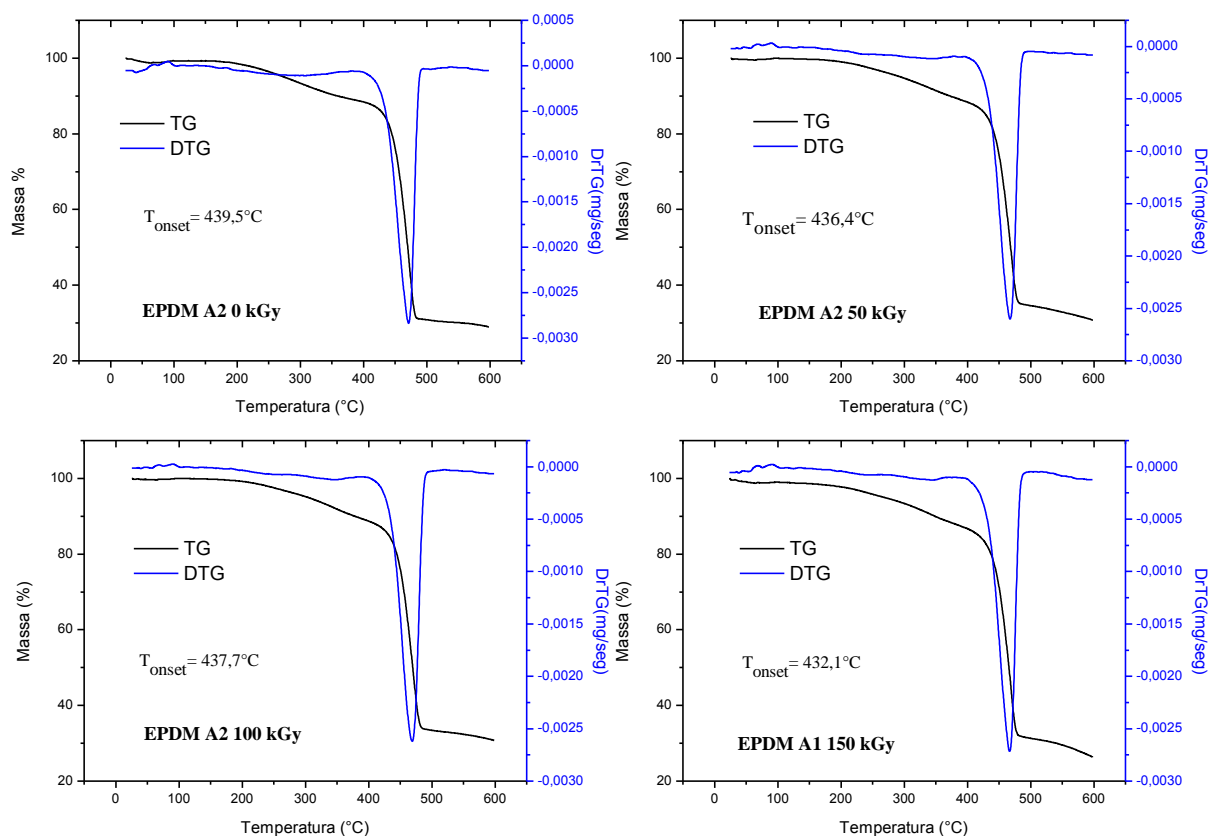 0,0005
0,0000
-0,0005
-0,0010
-0,0015
-0,0020
-0,0025
-0,0030
DrTG(mg/seg)
100
80
60
40
20
Massa %
TG
DTG
Tonset= 439,5°C
EPDM A2 0 kGy
0 100 200 300 400 500 600
Temperatura (°C)
0,0000
-0,0005
-0,0010
-0,0015
-0,0020
-0,0025
-0,0030
DrTG(mg/seg)
100
80
60
40
20
Massa (%)
TG
DTG
Tonset= 436,4°C
EPDM A2 50 kGy
0 100 200 300 400 500 600
Temperatura (°C)
0,0000
-0,0005
-0,0010
-0,0015
-0,0020
-0,0025
-0,0030
DrTG(mg/seg)
100
80
60
40
20
Massa (%)
TG
DTG
Tonset= 437,7°C
EPDM A2 100 kGy
0 100 200 300 400 500 600
Temperatura (°C)
0,0000
-0,0005
-0,0010
-0,0015
-0,0020
-0,0025
-0,0030
DrTG(mg/seg)
100
80
60
40
20
Massa (%)
TG
DTG
Tonset= 432,1°C
EPDM A1 150 kGy
0 100 200 300 400 500 600
Temperatura (°C)